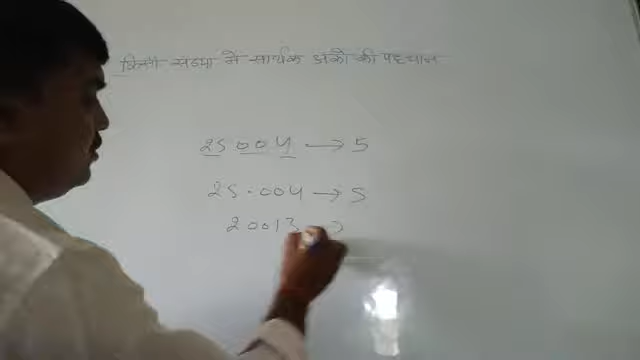 किसी संख्या में सार्थक अंकों की पहचान
25004 → 5
25.004 → 5
20013 →